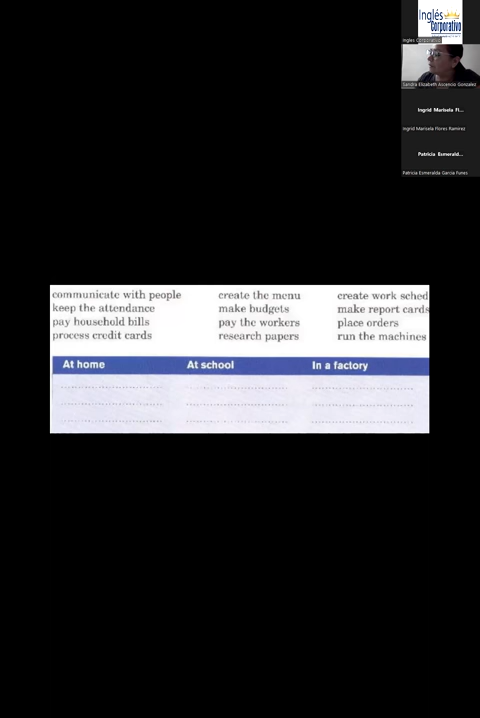 Inglés
Corporativo
Inglés Corporativo
Sandra Elizabeth Ascencio Gonzalez
Ingrid Marisela Fl...
Ingrid Marisela Flores Ramirez
Patricia Esmerald...
Patricia Esmeralda Garcia Funes
communicate with people create the menu create work sched
keep the attendance make budgets make report cards
pay household bills pay the workers place orders
process credit cards research papers run the machines
At home At school In a factory